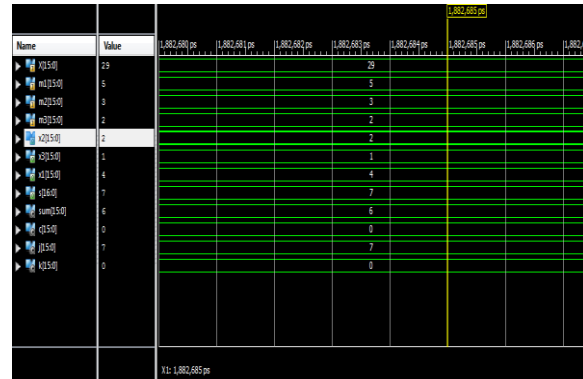 1,882,685 ps
Name Value 1,882,680 ps 1,882,681 ps 1,882,682 ps 1,882,683 ps 1,882,684 ps 1,882,685 ps 1,882,686 ps 1,882,
X[15:0] 29 29
m1[15:0] 5 5
m2[15:0] 3 3
m3[15:0] 2 2
x2[15:0] 2 2
x3[15:0] 1 1
x1[15:0] 4 4
s[16:0] 7 7
sum[15:0] 6 6
c[15:0] 0 0
j[15:0] 7 7
k[15:0] 0 0
X1: 1,882,685 ps